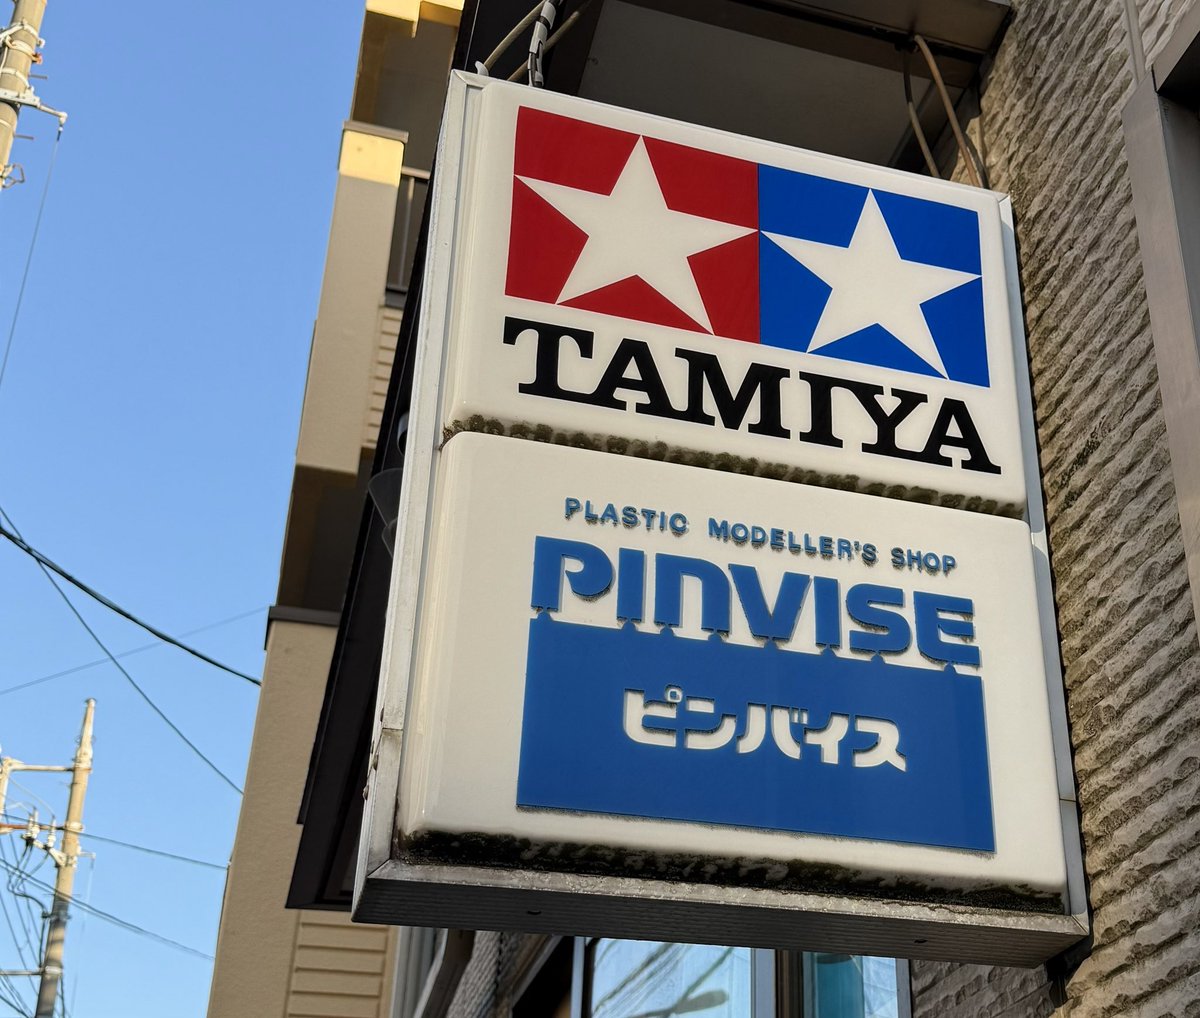 TAMIYA
PLASTIC MODELLER'S SHOP
PINVISE
ピンバイス